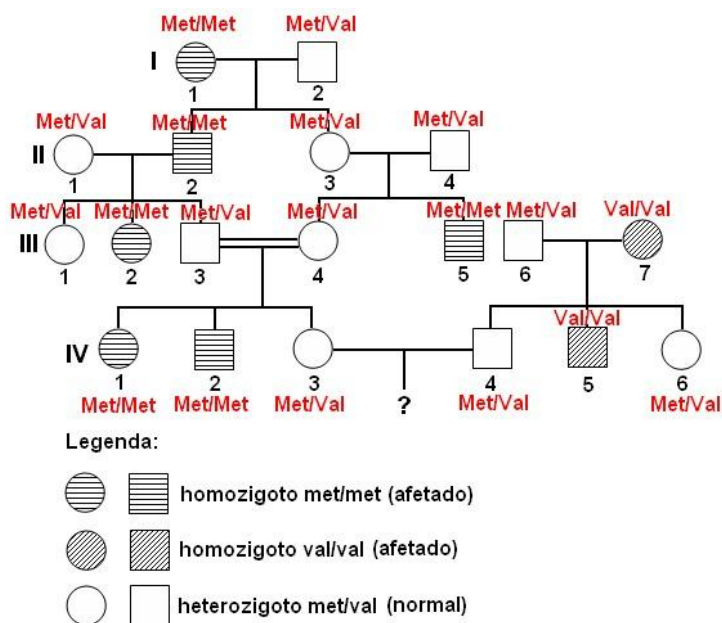 Met/Met Met/Val
I
1 2
Met/Val Met/Met Met/Val Met/Val
II
1 2 3 4
Met/Val Met/Met Met/Val Met/Val Met/Met Met/Val Val/Val
III
1 2 3 4 5 6 7
Val/Val
IV
1 2 3 ? 4 5 6
Met/Met Met/Met Met/Val Met/Val Met/Val
Legenda:
homozigoto met/met (afetado)
homozigoto val/val (afetado)
heterozigoto met/val (normal)